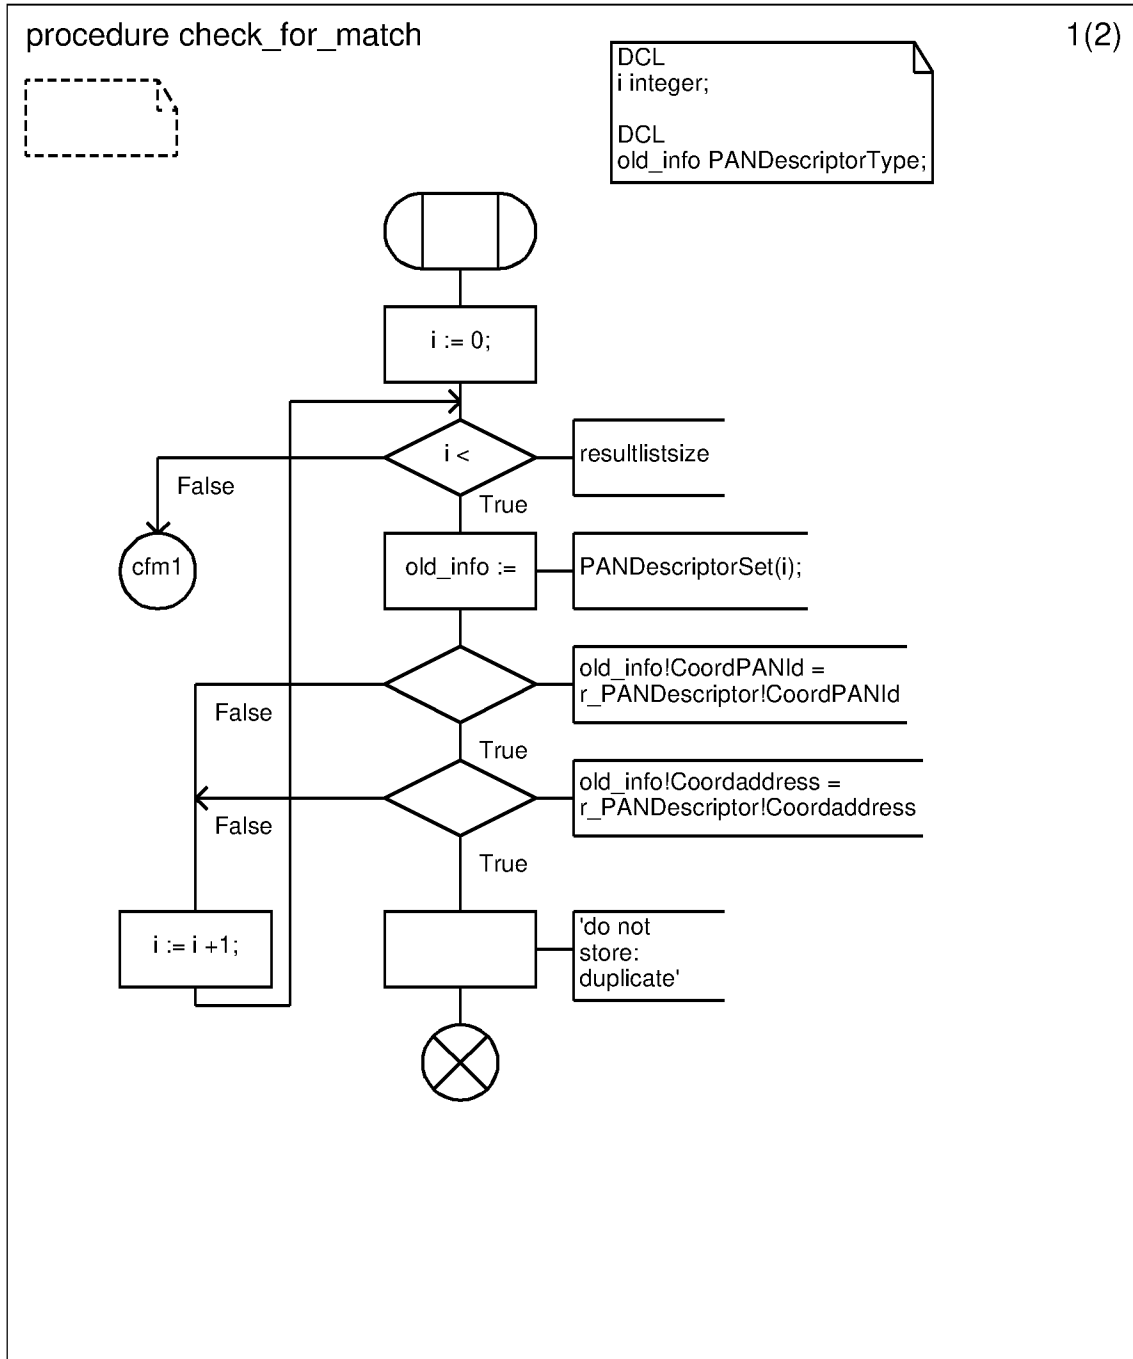 procedure check_for_match
1(2)
DCL
i integer;
DCL
old_info PANDescriptorType;
i := 0;
i <
resultlistsize
False
True
cfm1
old_info :=
PANDescriptorSet(i);
old_info!CoordPANId =
r_PANDescriptor!CoordPANId
False
True
old_info!Coordaddress =
r_PANDescriptor!Coordaddress
False
True
i := i +1;
'do not
store:
duplicate'